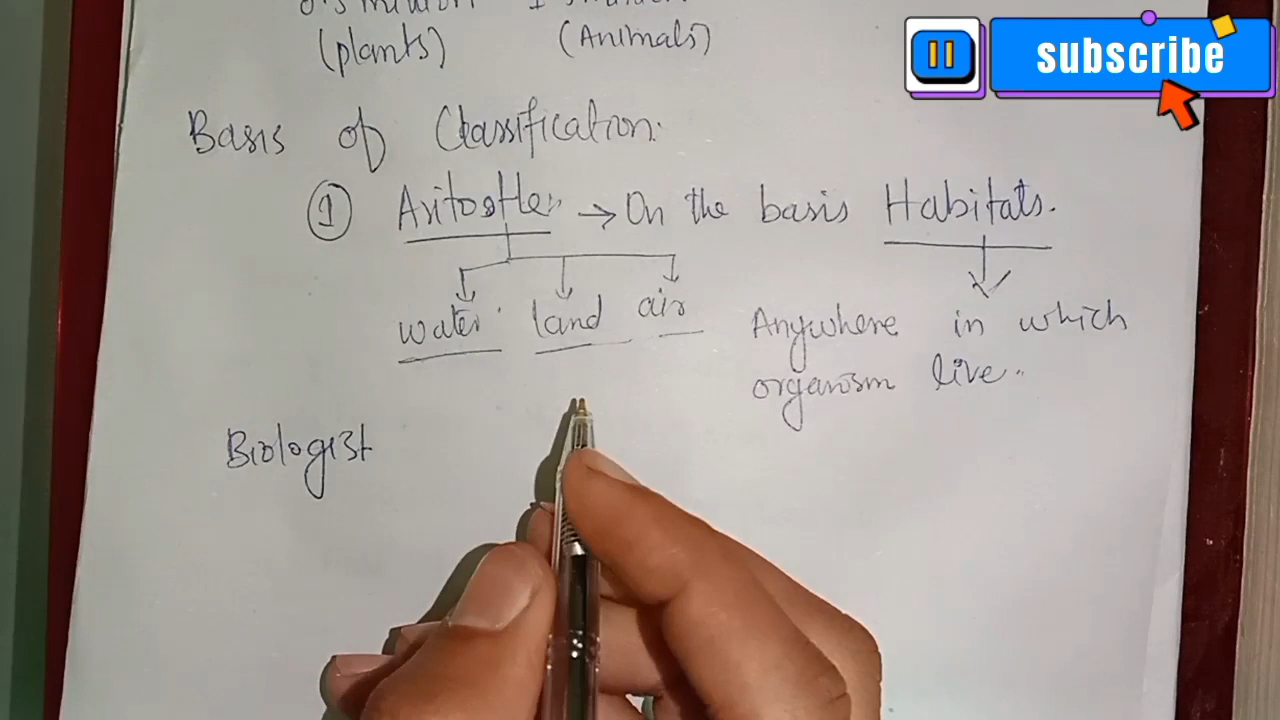 (plants) (Animals)
subscribe
Basis of Classification.
1 Aritostle → On the basis Habitats.
water land air
Anywhere in which
organism live..
Biologist